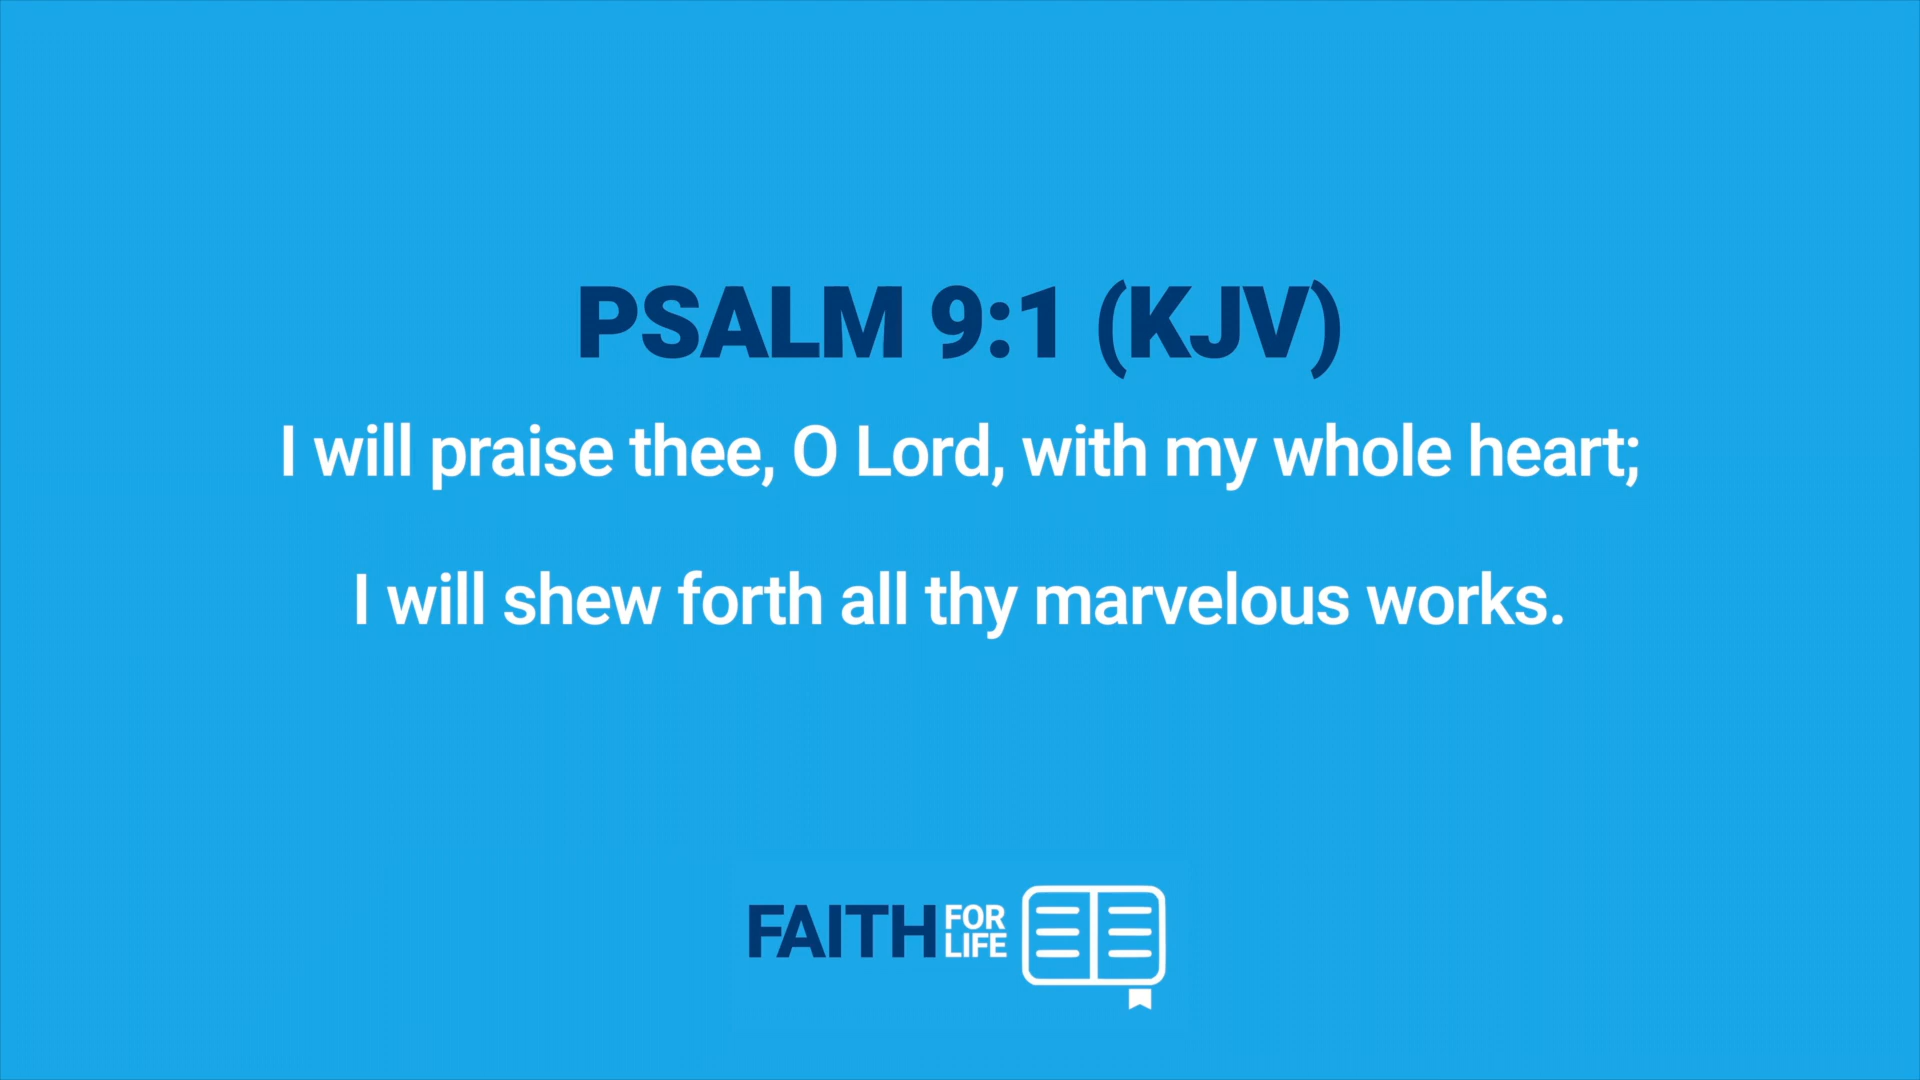 PSALM 9:1 (KJV)
I will praise thee, O Lord, with my whole heart;
I will shew forth all thy marvelous works.
FAITH FOR LIFE